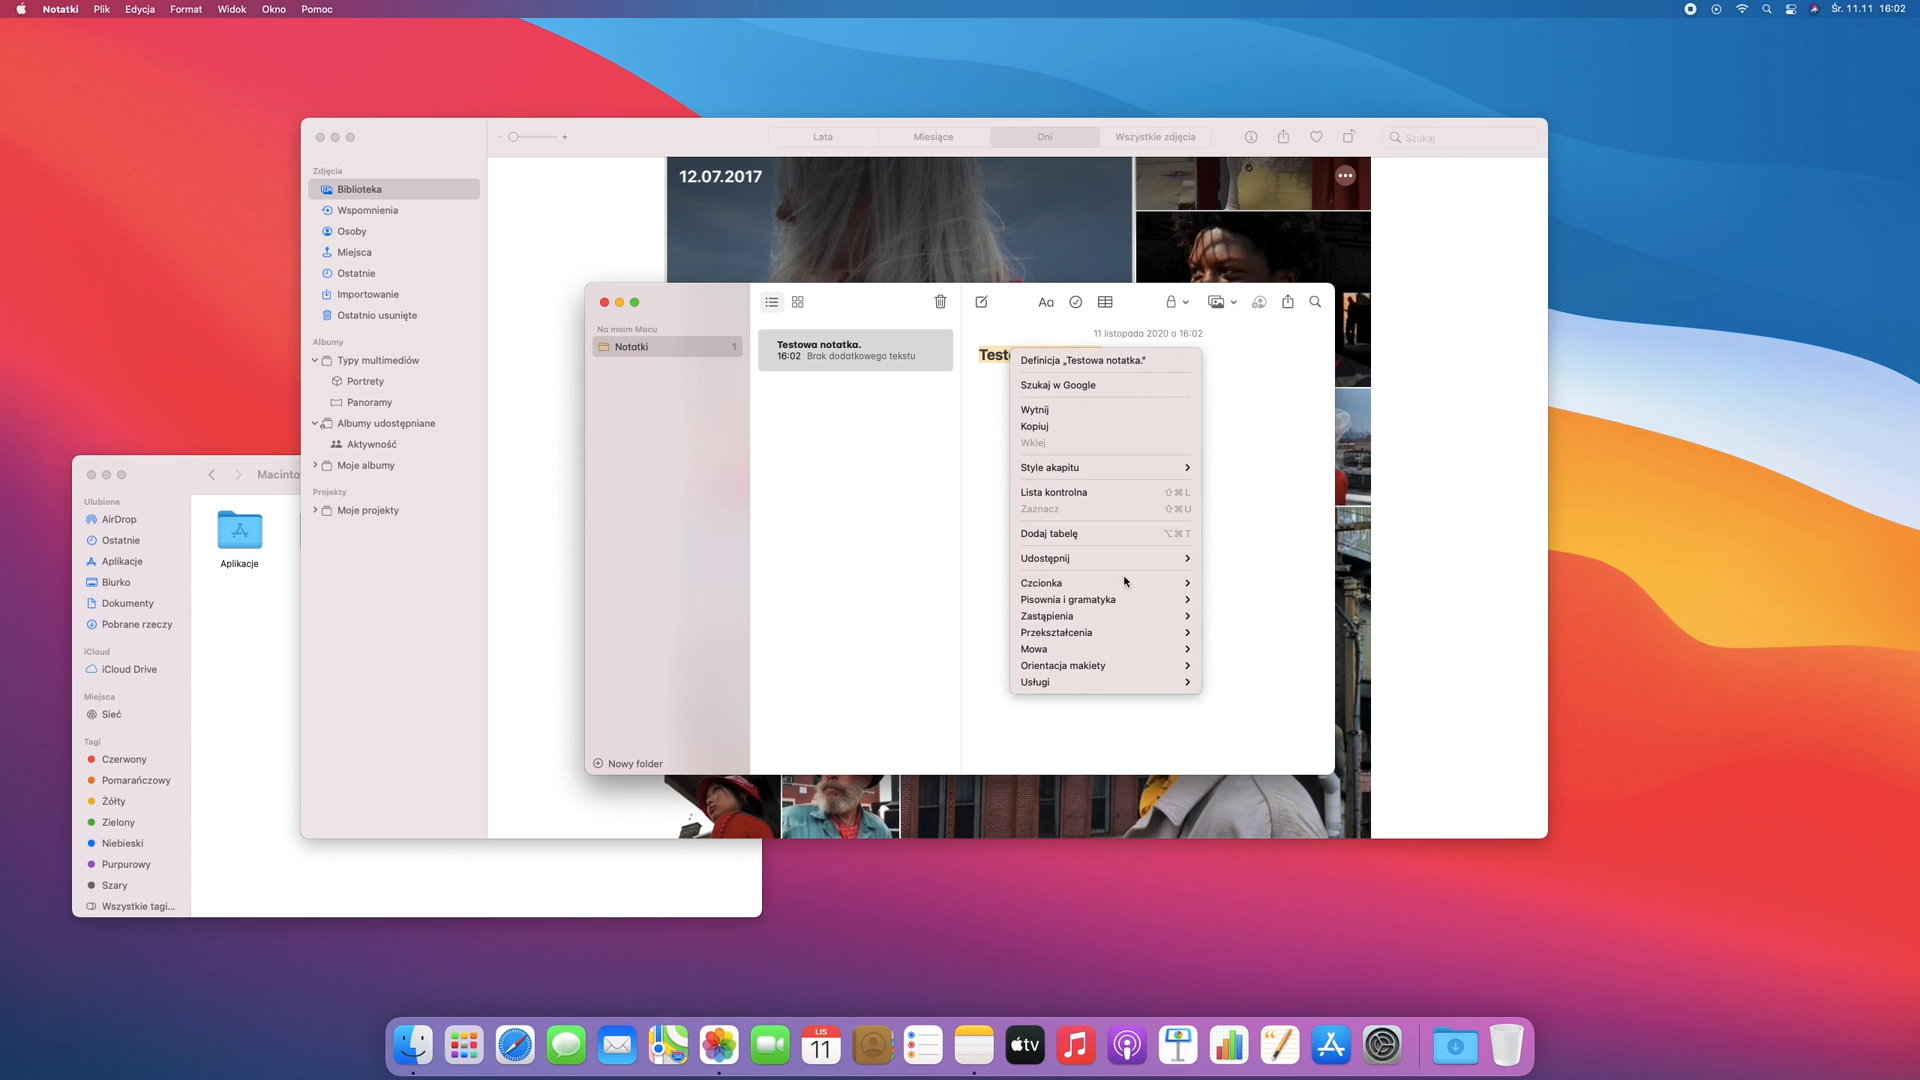 Notatki Plik Edycja Format Widok Okno Pomoc
Śr. 11.11 16:02
Lata Miesiące Dni Wszystkie zdjęcia
Szukaj
Zdjęcia
Biblioteka
Wspomnienia
Osoby
Miejsca
Ostatnie
Importowanie
Ostatnio usunięte
Albumy
Typy multimediów
Portrety
Panoramy
Albumy udostępniane
Aktywność
Moje albumy
Projekty
Moje projekty
12.07.2017
Na moim Macu
Notatki 1
Nowy folder
Testowa notatka.
16:02 Brak dodatkowego tekstu
Aa
11 listopada 2020 o 16:02
Test
Definicja „Testowa notatka.”
Szukaj w Google
Wytnij
Kopiuj
Wklej
Style akapitu
Lista kontrolna ⇧⌘L
Zaznacz ⇧⌘U
Dodaj tabelę ⌥⌘T
Udostępnij
Czcionka
Pisownia i gramatyka
Zastąpienia
Przekształcenia
Mowa
Orientacja makiety
Usługi
Macinto
Ulubione
AirDrop
Ostatnie
Aplikacje
Biurko
Dokumenty
Pobrane rzeczy
iCloud
iCloud Drive
Miejsca
Sieć
Tagi
Czerwony
Pomarańczowy
Żółty
Zielony
Niebieski
Purpurowy
Szary
Wszystkie tagi...
Aplikacje
LIS
11
tv